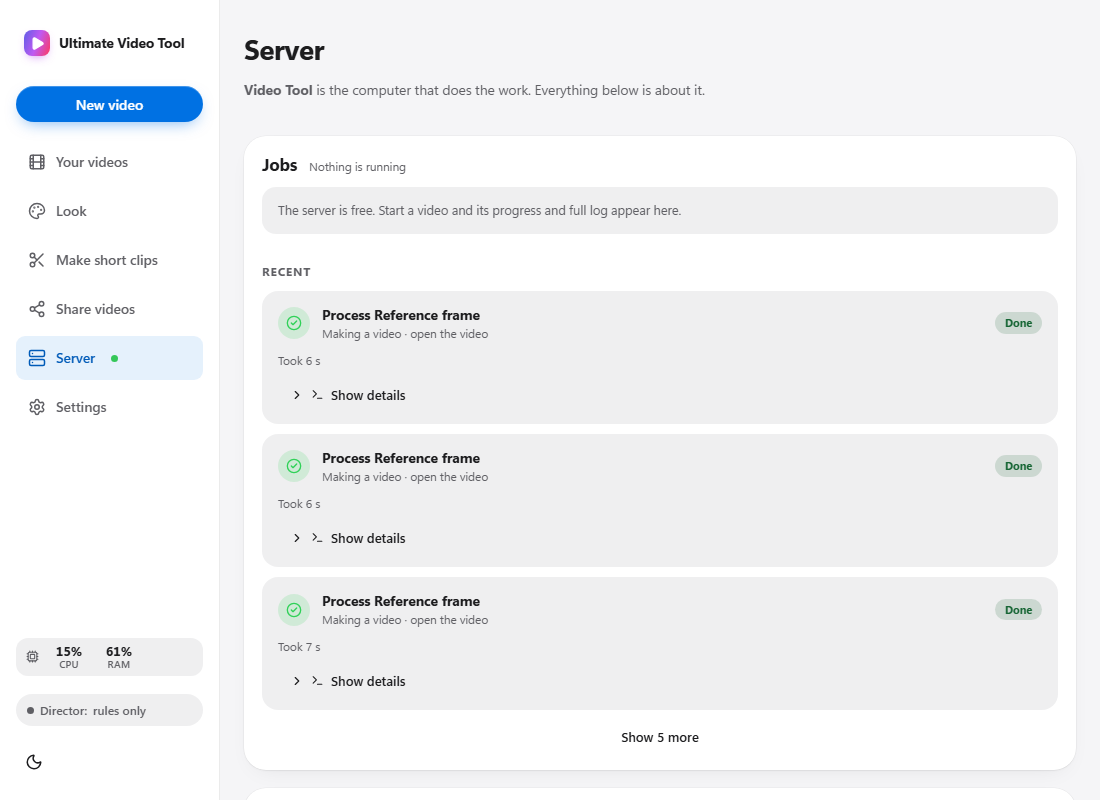 Ultimate Video Tool
New video
Your videos
Look
Make short clips
Share videos
Server
Settings
15% 61%
CPU RAM
Director: rules only
Server
Video Tool is the computer that does the work. Everything below is about it.
Jobs Nothing is running
The server is free. Start a video and its progress and full log appear here.
RECENT
Process Reference frame
Making a video · open the video
Done
Took 6 s
Show details
Process Reference frame
Making a video · open the video
Done
Took 6 s
Show details
Process Reference frame
Making a video · open the video
Done
Took 7 s
Show details
Show 5 more